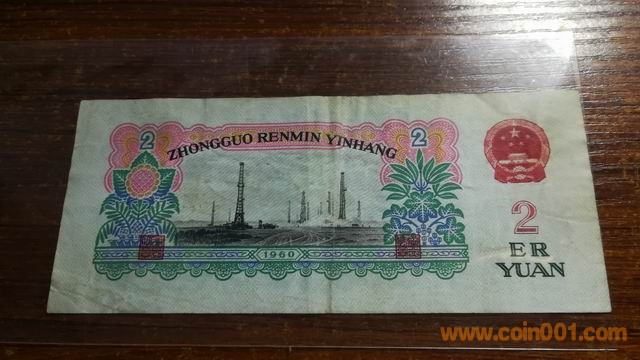 2
2
ZHONGGUO RENMIN YINHANG
1960
2
ER
YUAN
www.coin001.com